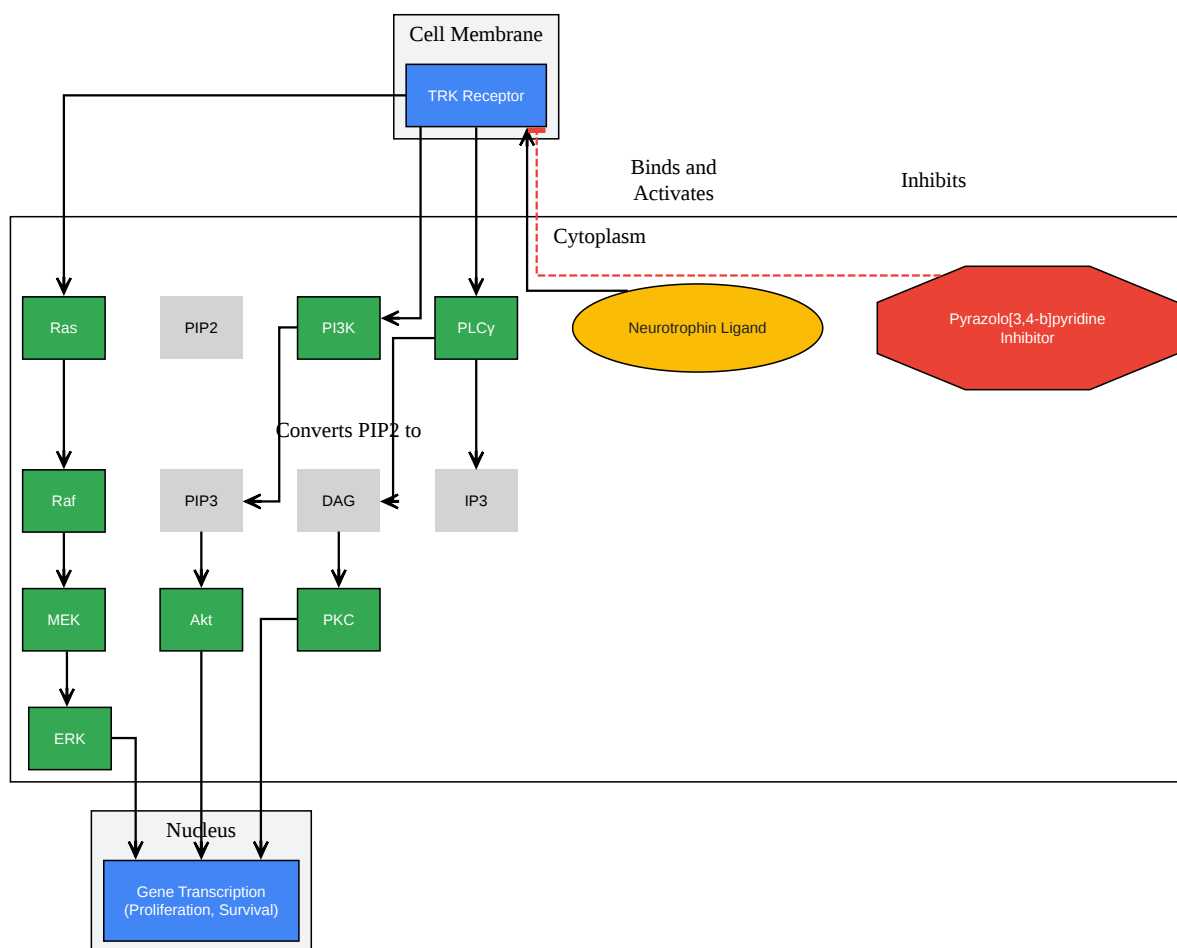 Cell Membrane
TRK Receptor
Binds and
Activates
Inhibits
Cytoplasm
Ras
PIP2
PI3K
PLCγ
Neurotrophin Ligand
Pyrazolo[3,4-b]pyridine
Inhibitor
Converts PIP2 to
Raf
PIP3
DAG
IP3
MEK
Akt
PKC
ERK
Nucleus
Gene Transcription
(Proliferation, Survival)